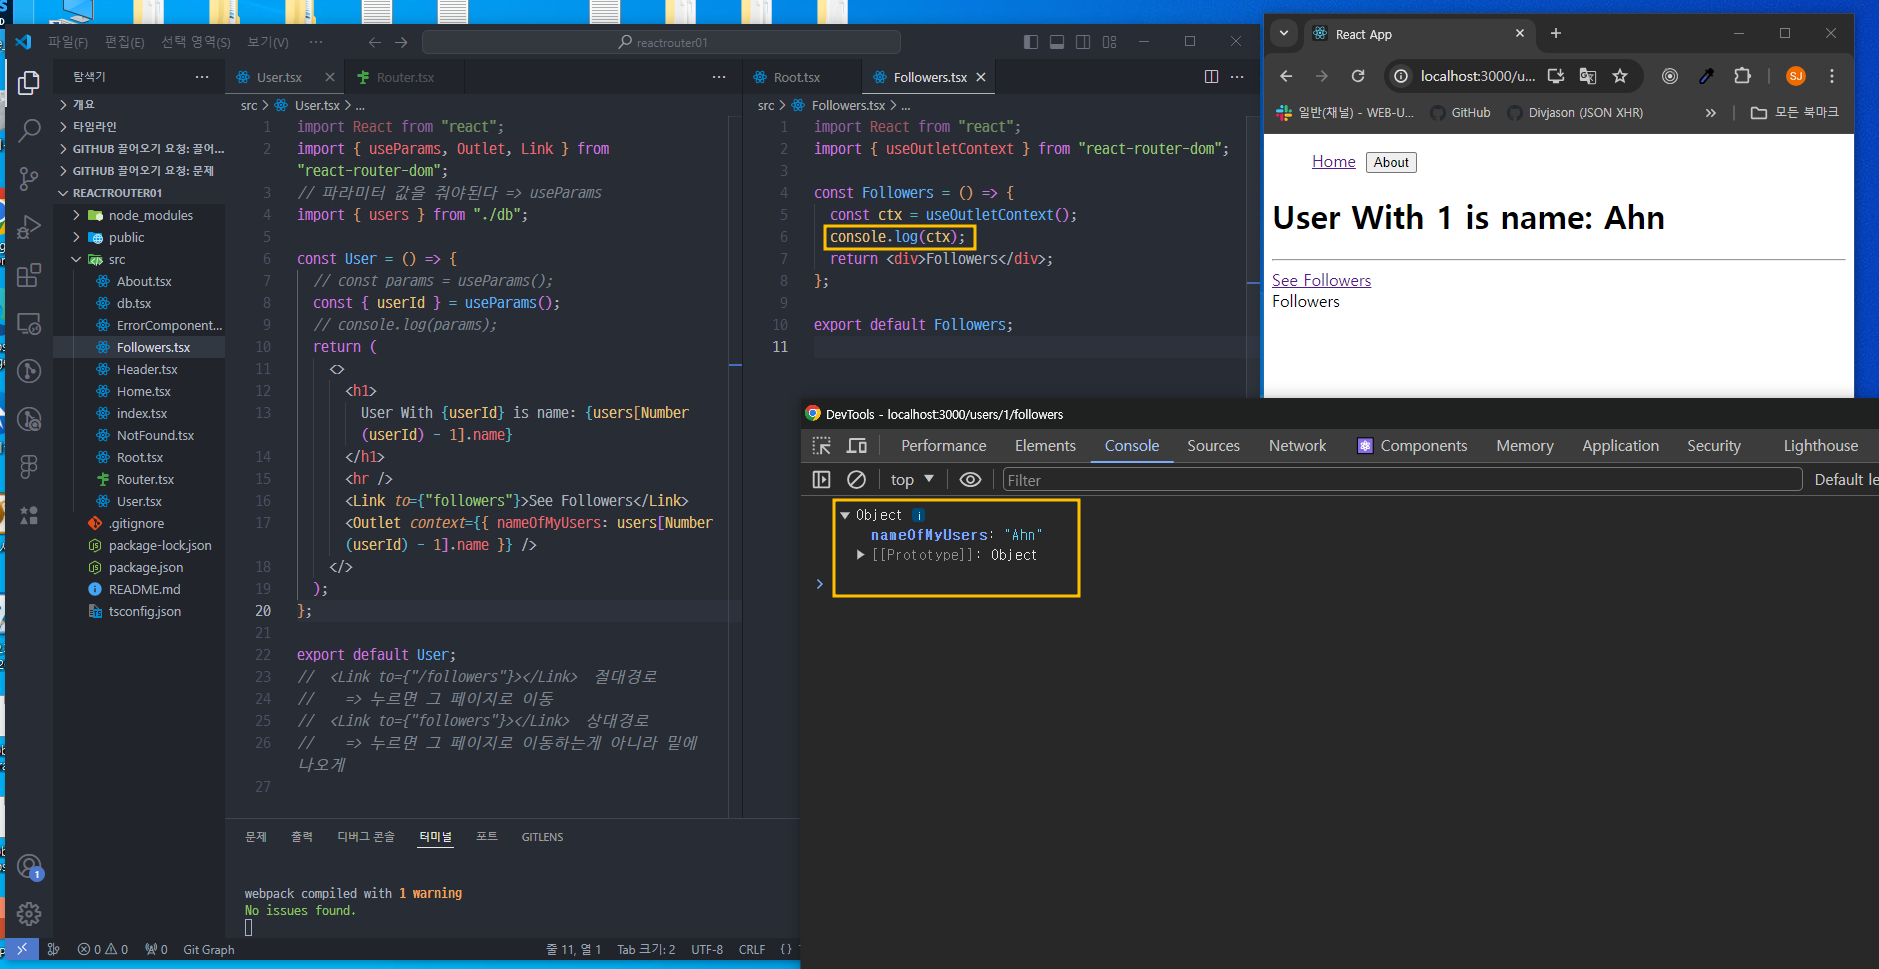 파일(F) 편집(E) 선택 영역(S) 보기(V) ··· reactrouter01
탐색기 ···
개요
타임라인
GITHUB 끌어오기 요청: 끌어...
GITHUB 끌어오기 요청: 문제
REACTROUTER01
node_modules
public
src
About.tsx
db.tsx
ErrorComponent...
Followers.tsx
Header.tsx
Home.tsx
index.tsx
NotFound.tsx
Root.tsx
Router.tsx
User.tsx
.gitignore
package-lock.json
package.json
README.md
tsconfig.json
User.tsx Router.tsx ···
src > User.tsx > ...
1 import React from "react";
2 import { useParams, Outlet, Link } from
"react-router-dom";
3 // 파라미터 값을 줘야된다 => useParams
4 import { users } from "./db";
5
6 const User = () => {
7 // const params = useParams();
8 const { userId } = useParams();
9 // console.log(params);
10 return (
11 <>
12 <h1>
13 User With {userId} is name: {users[Number
(userId) - 1].name}
14 </h1>
15 <hr />
16 <Link to={"followers"}>See Followers</Link>
17 <Outlet context={{ nameOfMyUsers: users[Number
(userId) - 1].name }} />
18 </>
19 );
20 };
21
22 export default User;
23 // <Link to={"/followers"}></Link> 절대경로
24 // => 누르면 그 페이지로 이동
25 // <Link to={"followers"}></Link> 상대경로
26 // => 누르면 그 페이지로 이동하는게 아니라 밑에
나오게
27
Root.tsx Followers.tsx ···
src > Followers.tsx > ...
1 import React from "react";
2 import { useOutletContext } from "react-router-dom";
3
4 const Followers = () => {
5 const ctx = useOutletContext();
6 console.log(ctx);
7 return <div>Followers</div>;
8 };
9
10 export default Followers;
11
문제 출력 디버그 콘솔 터미널 포트 GITLENS
webpack compiled with 1 warning
No issues found.
1
0 0 0 Git Graph 줄 11, 열 1 Tab 크기: 2 UTF-8 CRLF {}
React App
localhost:3000/u... SJ
일반(채널) - WEB-U... GitHub Divjason (JSON XHR) » 모든 북마크
Home About
User With 1 is name: Ahn
See Followers
Followers
DevTools - localhost:3000/users/1/followers
Performance Elements Console Sources Network Components Memory Application Security Lighthouse
top Filter Default le
Object i
nameOfMyUsers: "Ahn"
[[Prototype]]: Object